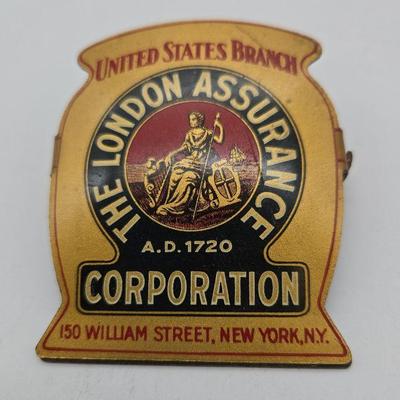 UNITED STATES BRANCH
THE LONDON ASSURANCE
A.D. 1720
CORPORATION
150 WILLIAM STREET, NEW YORK, N.Y.